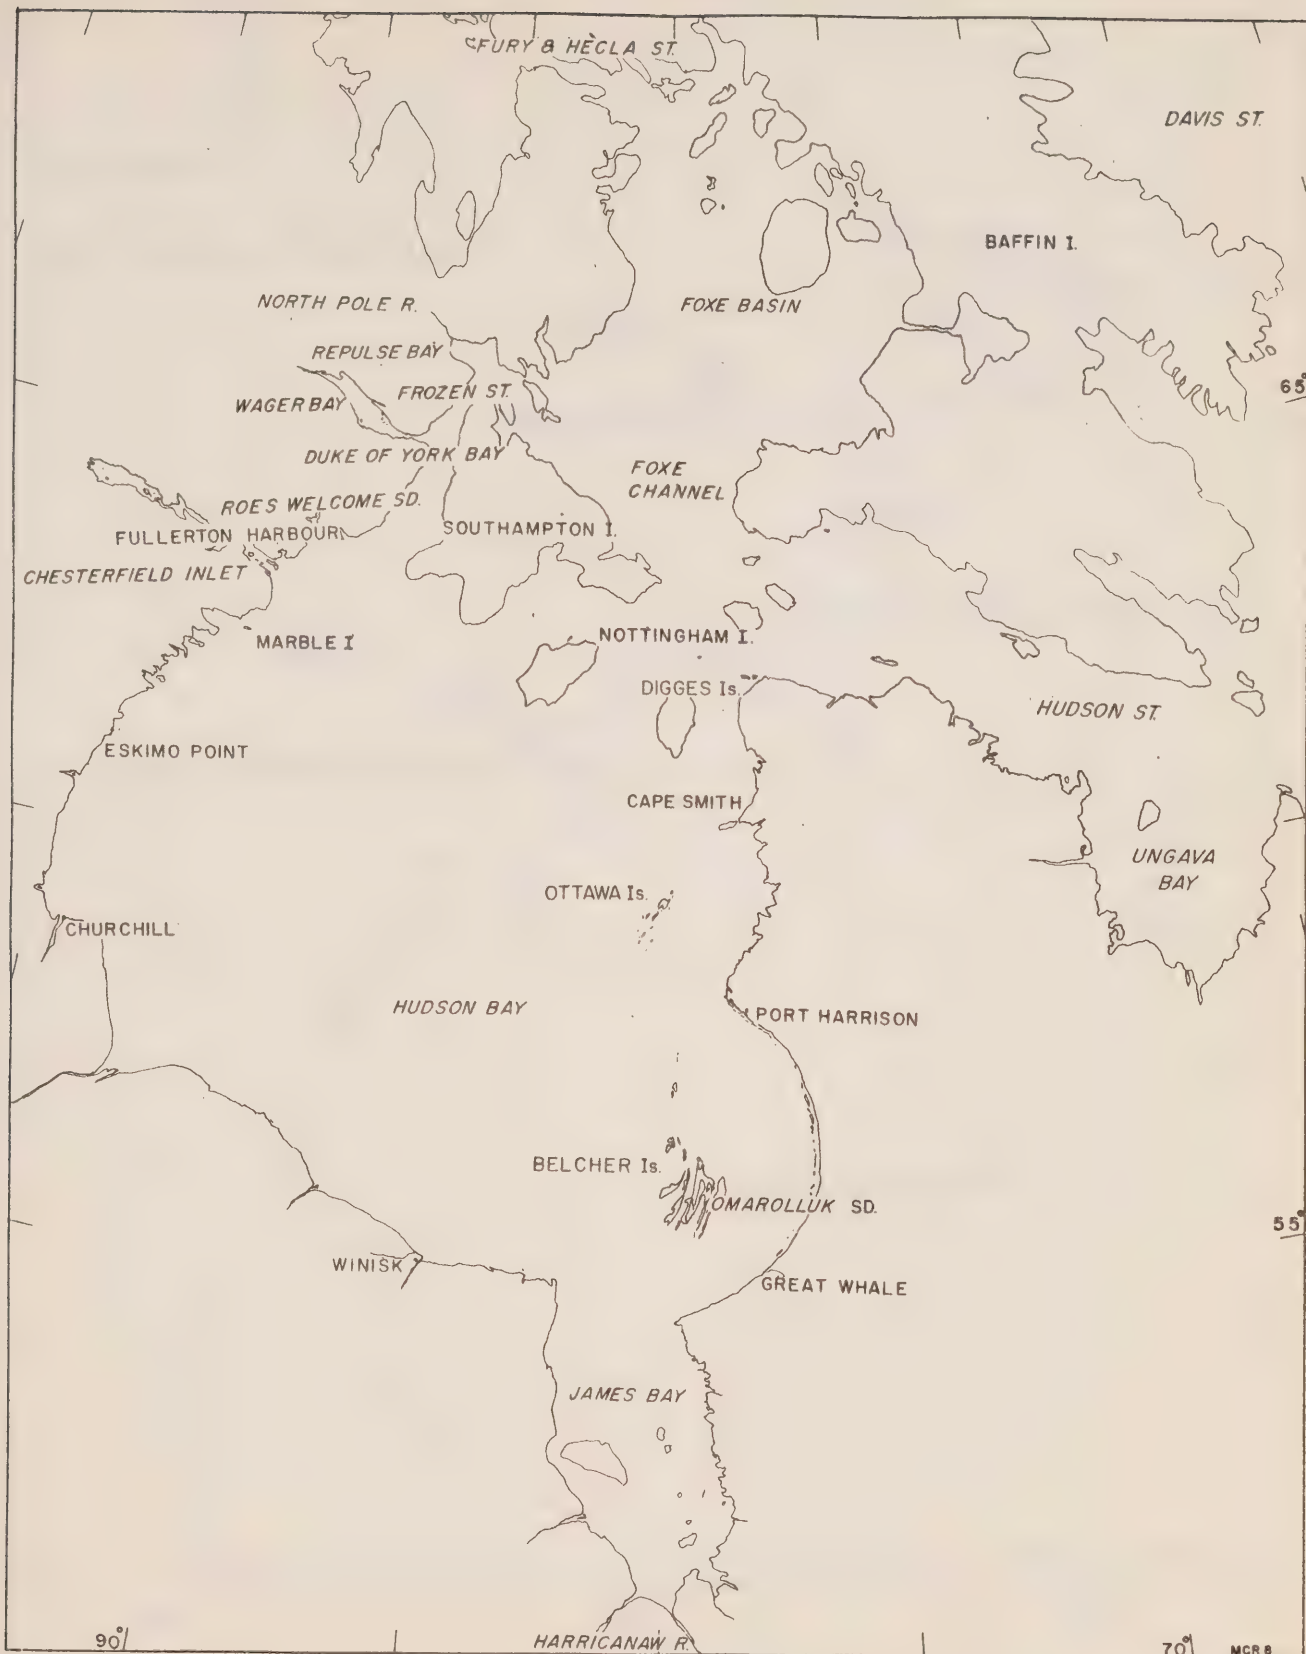 FURY & HECLA ST.
DAVIS ST.
BAFFIN I.
NORTH POLE R.
FOXE BASIN
REPULSE BAY
65°
FROZEN ST.
WAGER BAY
DUKE OF YORK BAY
FOXE
CHANNEL
ROES WELCOME SD.
SOUTHAMPTON I.
FULLERTON HARBOUR
CHESTERFIELD INLET
MARBLE I
NOTTINGHAM I.
DIGGES Is.
HUDSON ST.
ESKIMO POINT
CAPE SMITH
UNGAVA
BAY
OTTAWA Is.
CHURCHILL
HUDSON BAY
PORT HARRISON
BELCHER Is.
OMAROLLUK SD.
55°
WINISK
GREAT WHALE
JAMES BAY
90°
HARRICANAW R.
70°
MCR 8